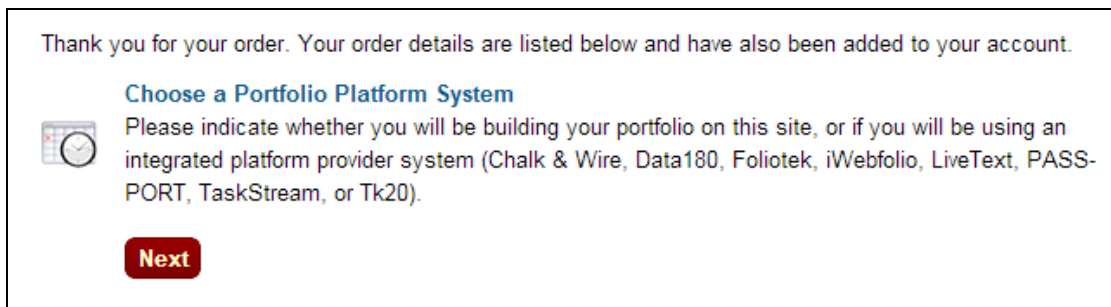 Thank you for your order. Your order details are listed below and have also been added to your account.
Choose a Portfolio Platform System
Please indicate whether you will be building your portfolio on this site, or if you will be using an
integrated platform provider system (Chalk & Wire, Data180, Foliotek, iWebfolio, LiveText, PASS-
PORT, TaskStream, or Tk20).
Next